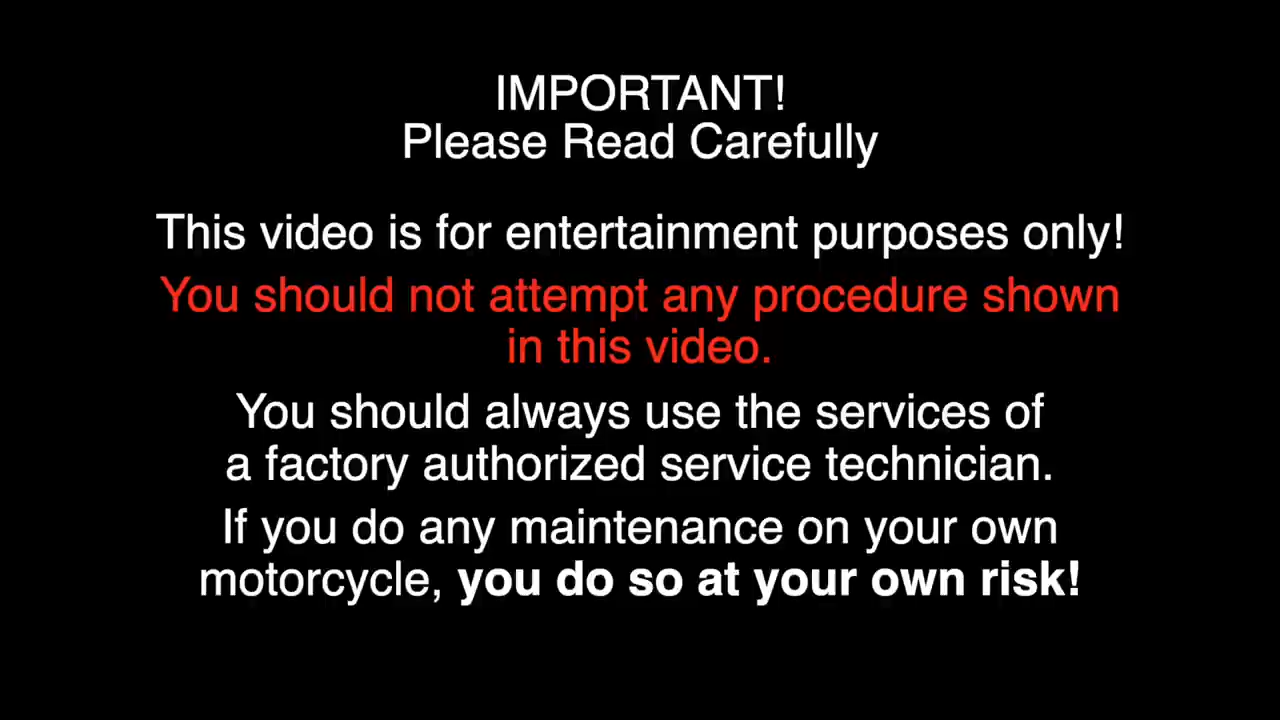 IMPORTANT!
Please Read Carefully
This video is for entertainment purposes only!
You should not attempt any procedure shown
in this video.
You should always use the services of
a factory authorized service technician.
If you do any maintenance on your own
motorcycle, you do so at your own risk!